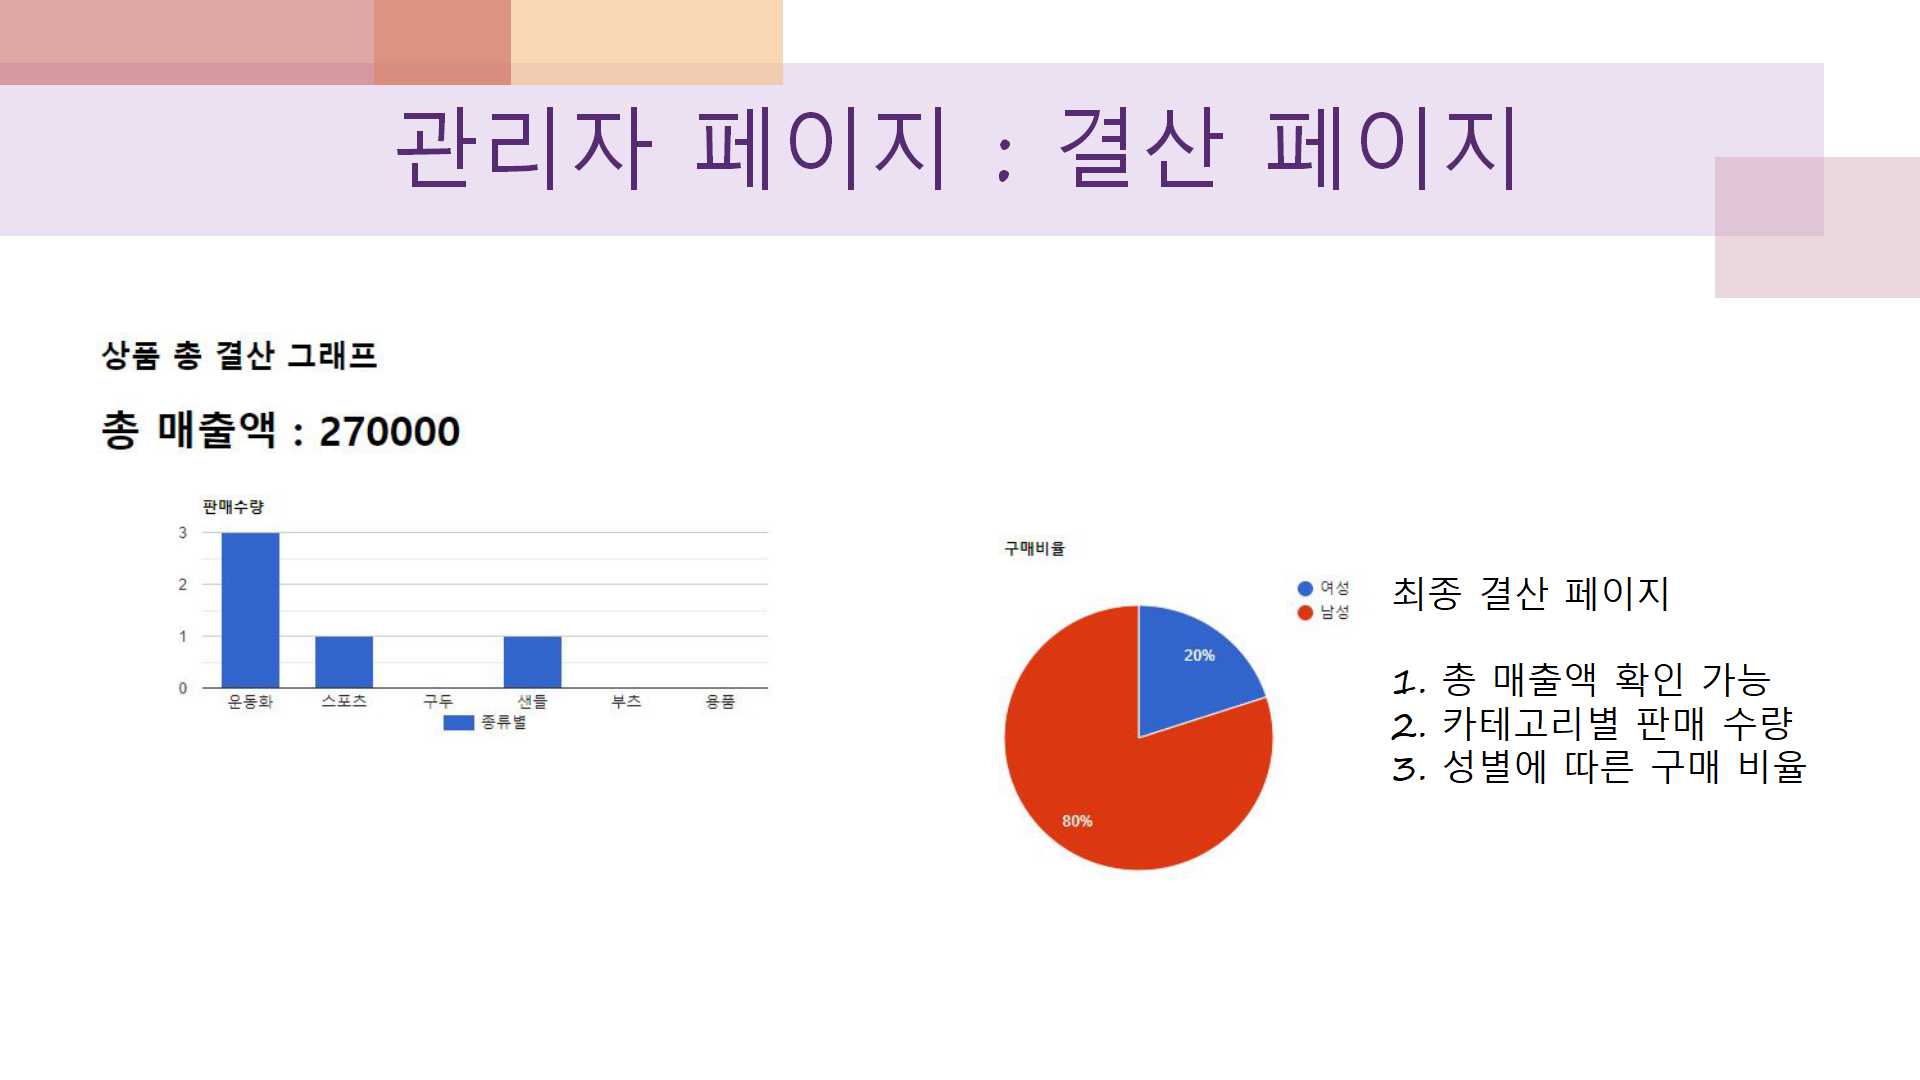 관리자 페이지 : 결산 페이지
상품 총 결산 그래프
총 매출액 : 270000
판매수량
3
2
1
0
운동화 스포츠 구두 샌들 부츠 용품
종류별
구매비율
여성
남성
20%
80%
최종 결산 페이지
1. 총 매출액 확인 가능
2. 카테고리별 판매 수량
3. 성별에 따른 구매 비율